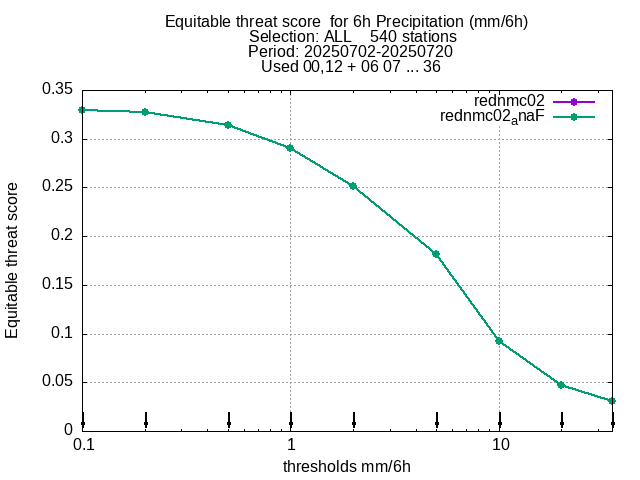 Equitable threat score  for 6h Precipitation (mm/6h)
Selection: ALL    540 stations
Period: 20250702-20250720
Used 00,12 + 06 07 ... 36
rednmc02
rednmc02anaF
0.35
0.3
0.25
0.2
0.15
0.1
0.05
0
Equitable threat score
0.1 1 10
thresholds mm/6h